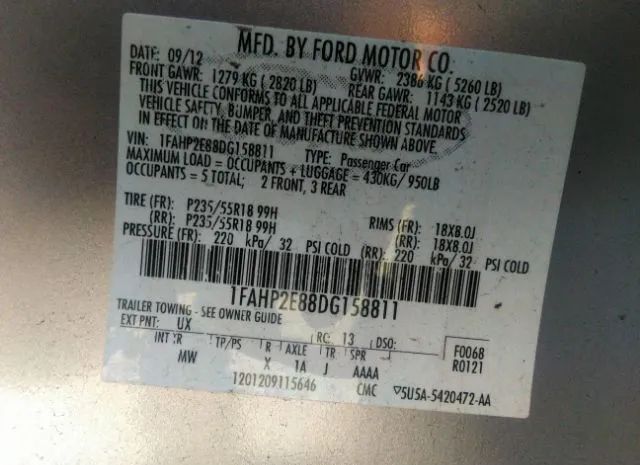 MFD. BY FORD MOTOR CO.
DATE: 09/12 GVWR: 2386 KG ( 5260 LB)
FRONT GAWR: 1279 KG ( 2820 LB) REAR GAWR: 1143 KG ( 2520 LB)
THIS VEHICLE CONFORMS TO ALL APPLICABLE FEDERAL MOTOR
VEHICLE SAFETY, BUMPER, AND THEFT PREVENTION STANDARDS
IN EFFECT ON THE DATE OF MANUFACTURE SHOWN ABOVE.
VIN: 1FAHP2E88DG158811 TYPE: Passenger Car
MAXIMUM LOAD = OCCUPANTS + LUGGAGE = 430KG/ 950LB
OCCUPANTS = 5 TOTAL; 2 FRONT, 3 REAR
TIRE (FR): P235/55R18 99H RIMS (FR): 18X8.0J
(RR): P235/55R18 99H (RR): 18X8.0J
PRESSURE (FR): 220 kPa/ 32 PSI COLD (RR): 220 kPa/ 32 PSI COLD
1FAHP2E88DG158811
TRAILER TOWING - SEE OWNER GUIDE
EXT PNT: UX RC: 13 DSO: F0068
INT TR TP/PS R AXLE TR SPR R0121
MW X 1A J AAAA
1201209115646 CMC ▽5U5A-5420472-AA